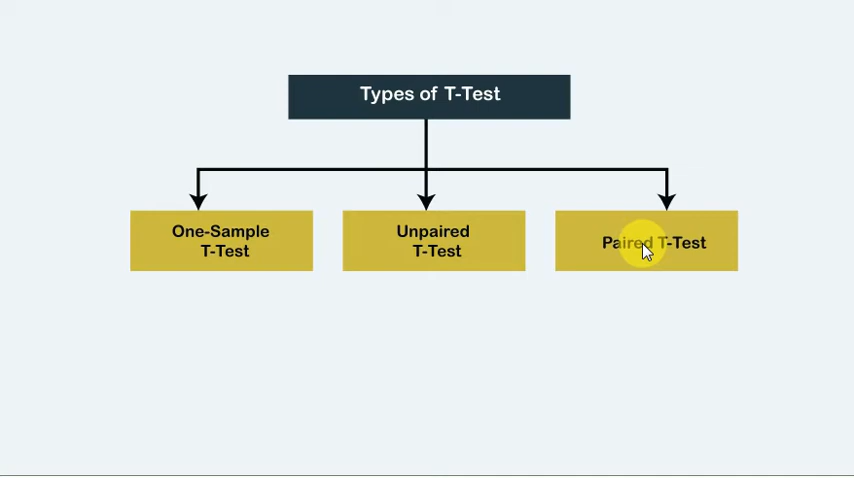 Types of T-Test
One-Sample
T-Test
Unpaired
T-Test
Paired T-Test